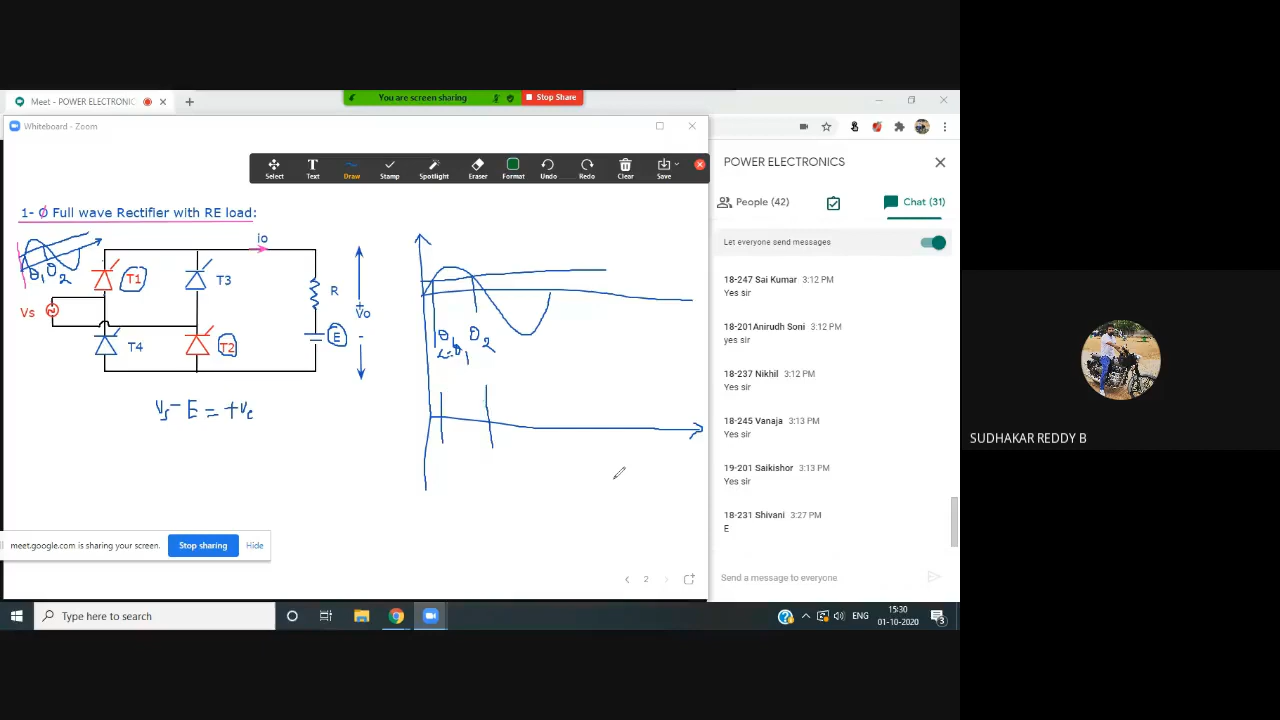 Meet - POWER ELECTRONIC
You are screen sharing
Stop Share
Whiteboard - Zoom
Select
Text
Draw
Stamp
Spotlight
Eraser
Format
Undo
Redo
Clear
Save
1- Ø Full wave Rectifier with RE load:
io
θ1 θ2
T1
T3
R
+
Vo
-
Vs
E
T4
T2
Vs - E = +ve
θ1 θ2
α=θ1
meet.google.com is sharing your screen.
Stop sharing
Hide
2
POWER ELECTRONICS
People (42)
Chat (31)
Let everyone send messages
18-247 Sai Kumar 3:12 PM
Yes sir
18-201Anirudh Soni 3:12 PM
yes sir
18-237 Nikhil 3:12 PM
Yes sir
18-245 Vanaja 3:13 PM
Yes sir
19-201 Saikishor 3:13 PM
Yes sir
18-231 Shivani 3:27 PM
E
Send a message to everyone
Type here to search
ENG
15:30
01-10-2020
3
SUDHAKAR REDDY B